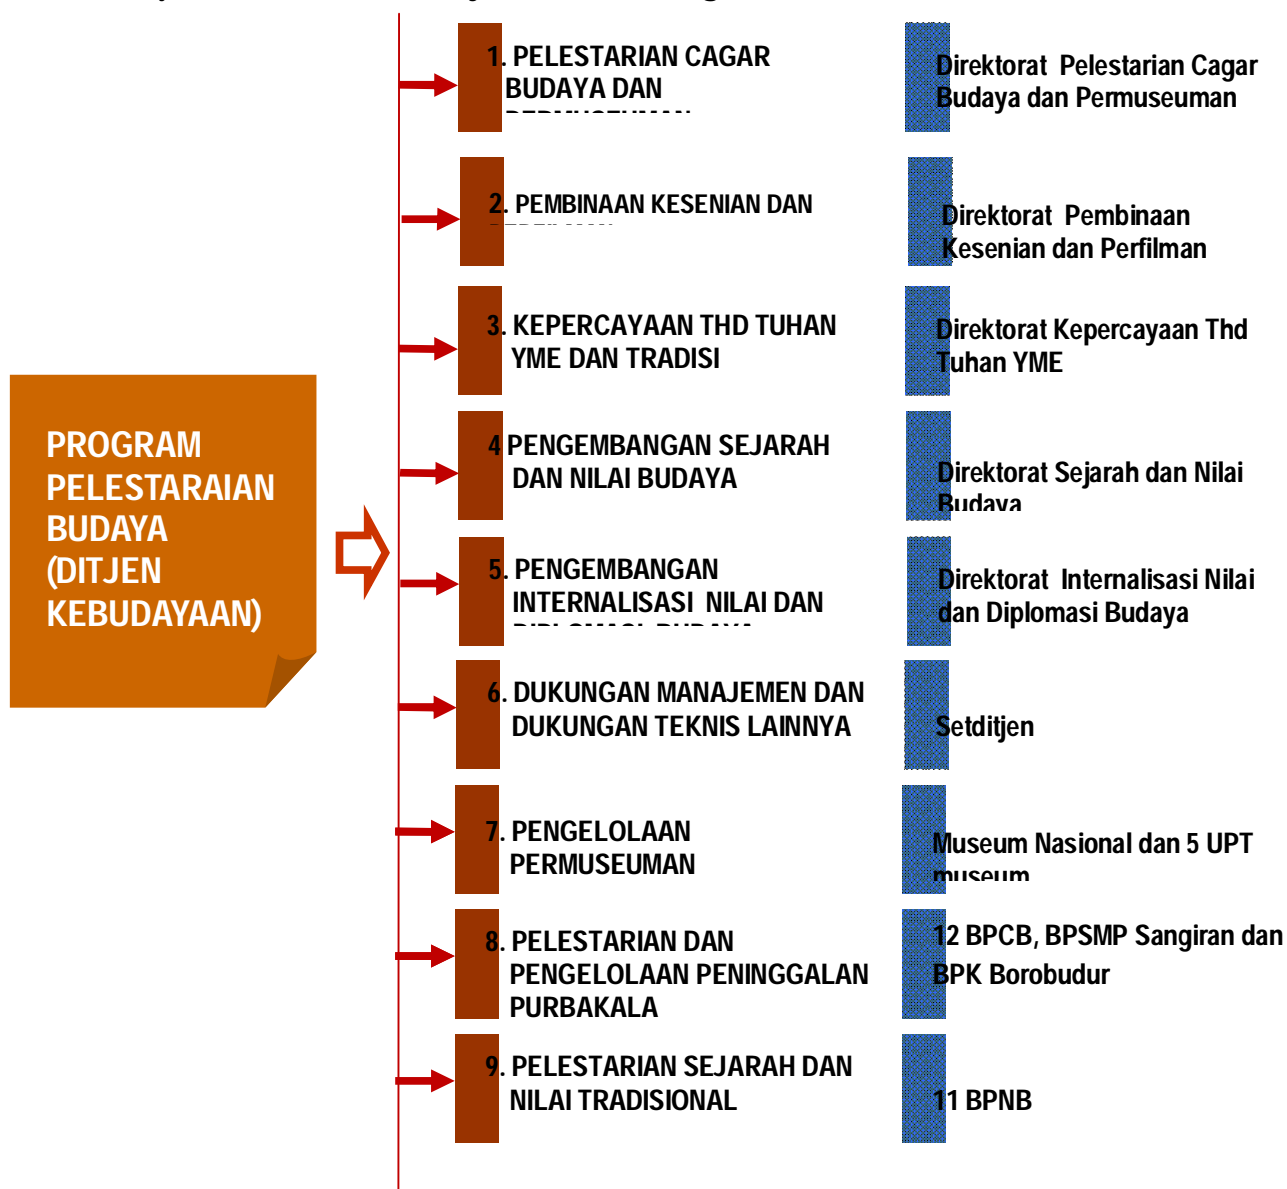 1. PELESTARIAN CAGAR
BUDAYA DAN
PERMUSEUMAN
Direktorat Pelestarian Cagar
Budaya dan Permuseuman
2. PEMBINAAN KESENIAN DAN
Direktorat Pembinaan
Kesenian dan Perfilman
3. KEPERCAYAAN THD TUHAN
YME DAN TRADISI
Direktorat Kepercayaan Thd
Tuhan YME
PROGRAM
PELESTARAIAN
BUDAYA
(DITJEN
KEBUDAYAAN)
4 PENGEMBANGAN SEJARAH
DAN NILAI BUDAYA
Direktorat Sejarah dan Nilai
Budaya
5. PENGEMBANGAN
INTERNALISASI NILAI DAN
DIPLOMASI BUDAYA
Direktorat Internalisasi Nilai
dan Diplomasi Budaya
6. DUKUNGAN MANAJEMEN DAN
DUKUNGAN TEKNIS LAINNYA
Setditjen
7. PENGELOLAAN
PERMUSEUMAN
Museum Nasional dan 5 UPT
museum
8. PELESTARIAN DAN
PENGELOLAAN PENINGGALAN
PURBAKALA
12 BPCB, BPSMP Sangiran dan
BPK Borobudur
9. PELESTARIAN SEJARAH DAN
NILAI TRADISIONAL
11 BPNB